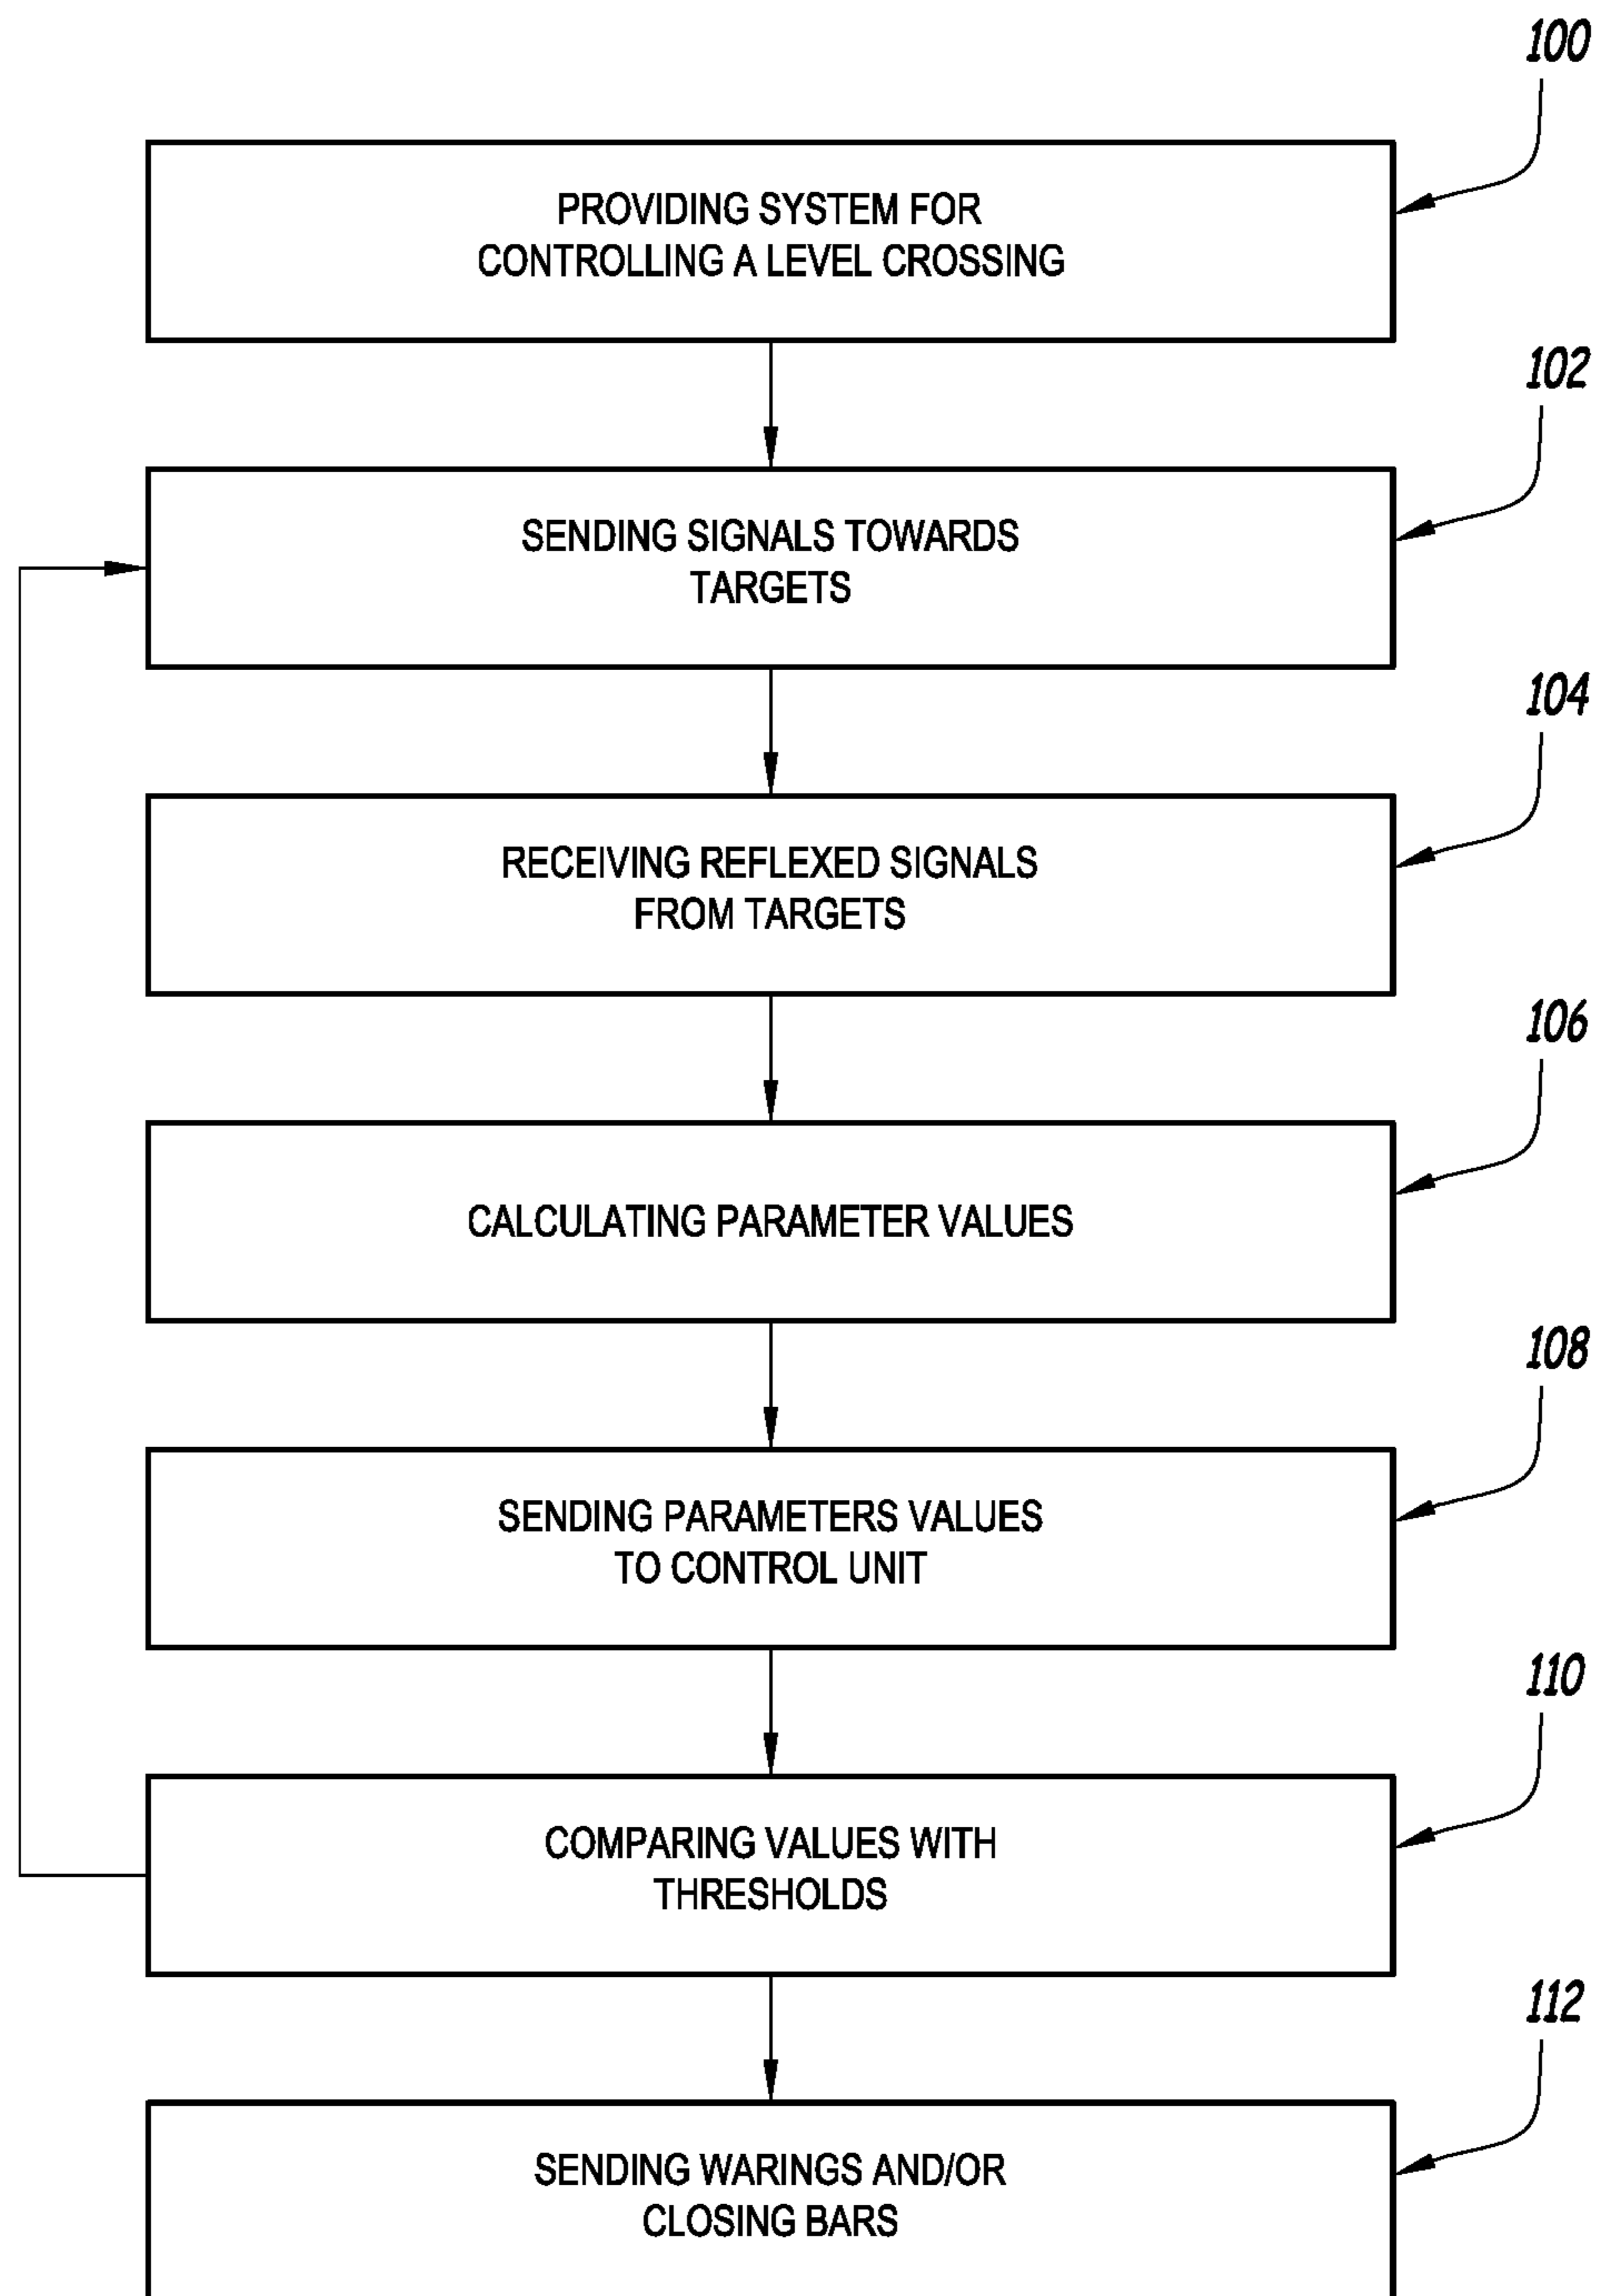 100
PROVIDING SYSTEM FOR
CONTROLLING A LEVEL CROSSING
102
SENDING SIGNALS TOWARDS
TARGETS
104
RECEIVING REFLEXED SIGNALS
FROM TARGETS
106
CALCULATING PARAMETER VALUES
108
SENDING PARAMETERS VALUES
TO CONTROL UNIT
110
COMPARING VALUES WITH
THRESHOLDS
112
SENDING WARINGS AND/OR
CLOSING BARS